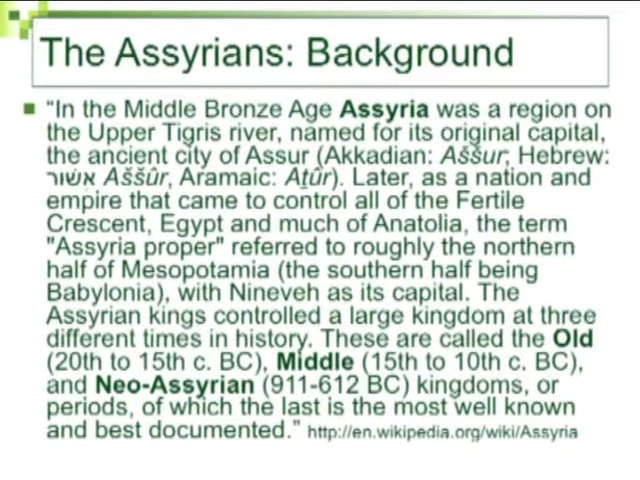 The Assyrians: Background
"In the Middle Bronze Age Assyria was a region on
the Upper Tigris river, named for its original capital,
the ancient city of Assur (Akkadian: Aššur; Hebrew:
אשור Aššûr, Aramaic: Aṯûr). Later, as a nation and
empire that came to control all of the Fertile
Crescent, Egypt and much of Anatolia, the term
"Assyria proper" referred to roughly the northern
half of Mesopotamia (the southern half being
Babylonia), with Nineveh as its capital. The
Assyrian kings controlled a large kingdom at three
different times in history. These are called the Old
(20th to 15th c. BC), Middle (15th to 10th c. BC),
and Neo-Assyrian (911-612 BC) kingdoms, or
periods, of which the last is the most well known
and best documented." http://en.wikipedia.org/wiki/Assyria